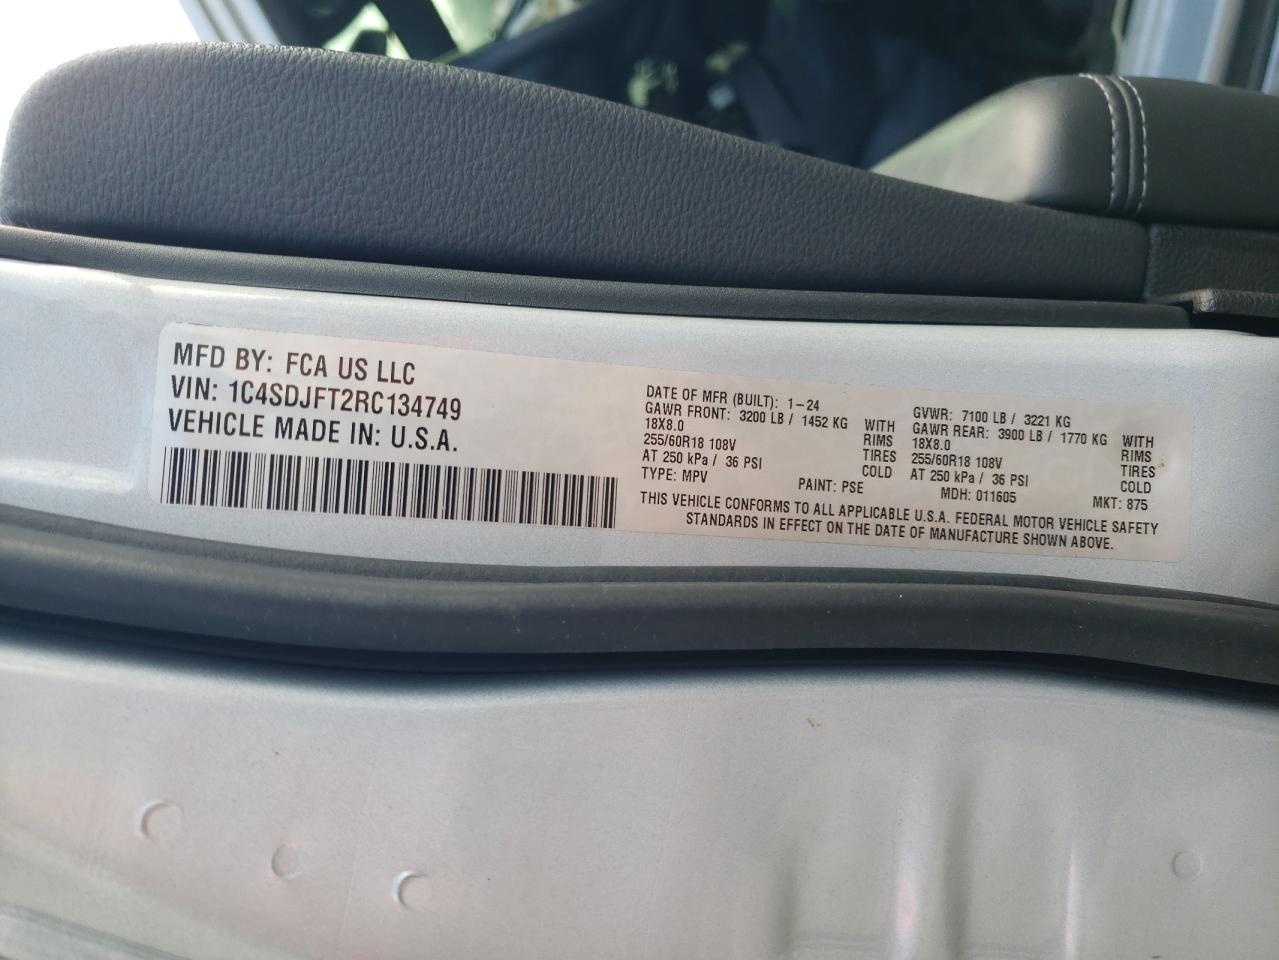 MFD BY: FCA US LLC
VIN: 1C4SDJFT2RC134749
VEHICLE MADE IN: U.S.A.
DATE OF MFR (BUILT): 1-24
GAWR FRONT: 3200 LB / 1452 KG WITH
18X8.0 RIMS
255/60R18 108V TIRES
AT 250 kPa / 36 PSI COLD
TYPE: MPV PAINT: PSE
GVWR: 7100 LB / 3221 KG
GAWR REAR: 3900 LB / 1770 KG WITH
18X8.0 RIMS
255/60R18 108V TIRES
AT 250 kPa / 36 PSI COLD
MDH: 011605 MKT: 875
THIS VEHICLE CONFORMS TO ALL APPLICABLE U.S.A. FEDERAL MOTOR VEHICLE SAFETY
STANDARDS IN EFFECT ON THE DATE OF MANUFACTURE SHOWN ABOVE.